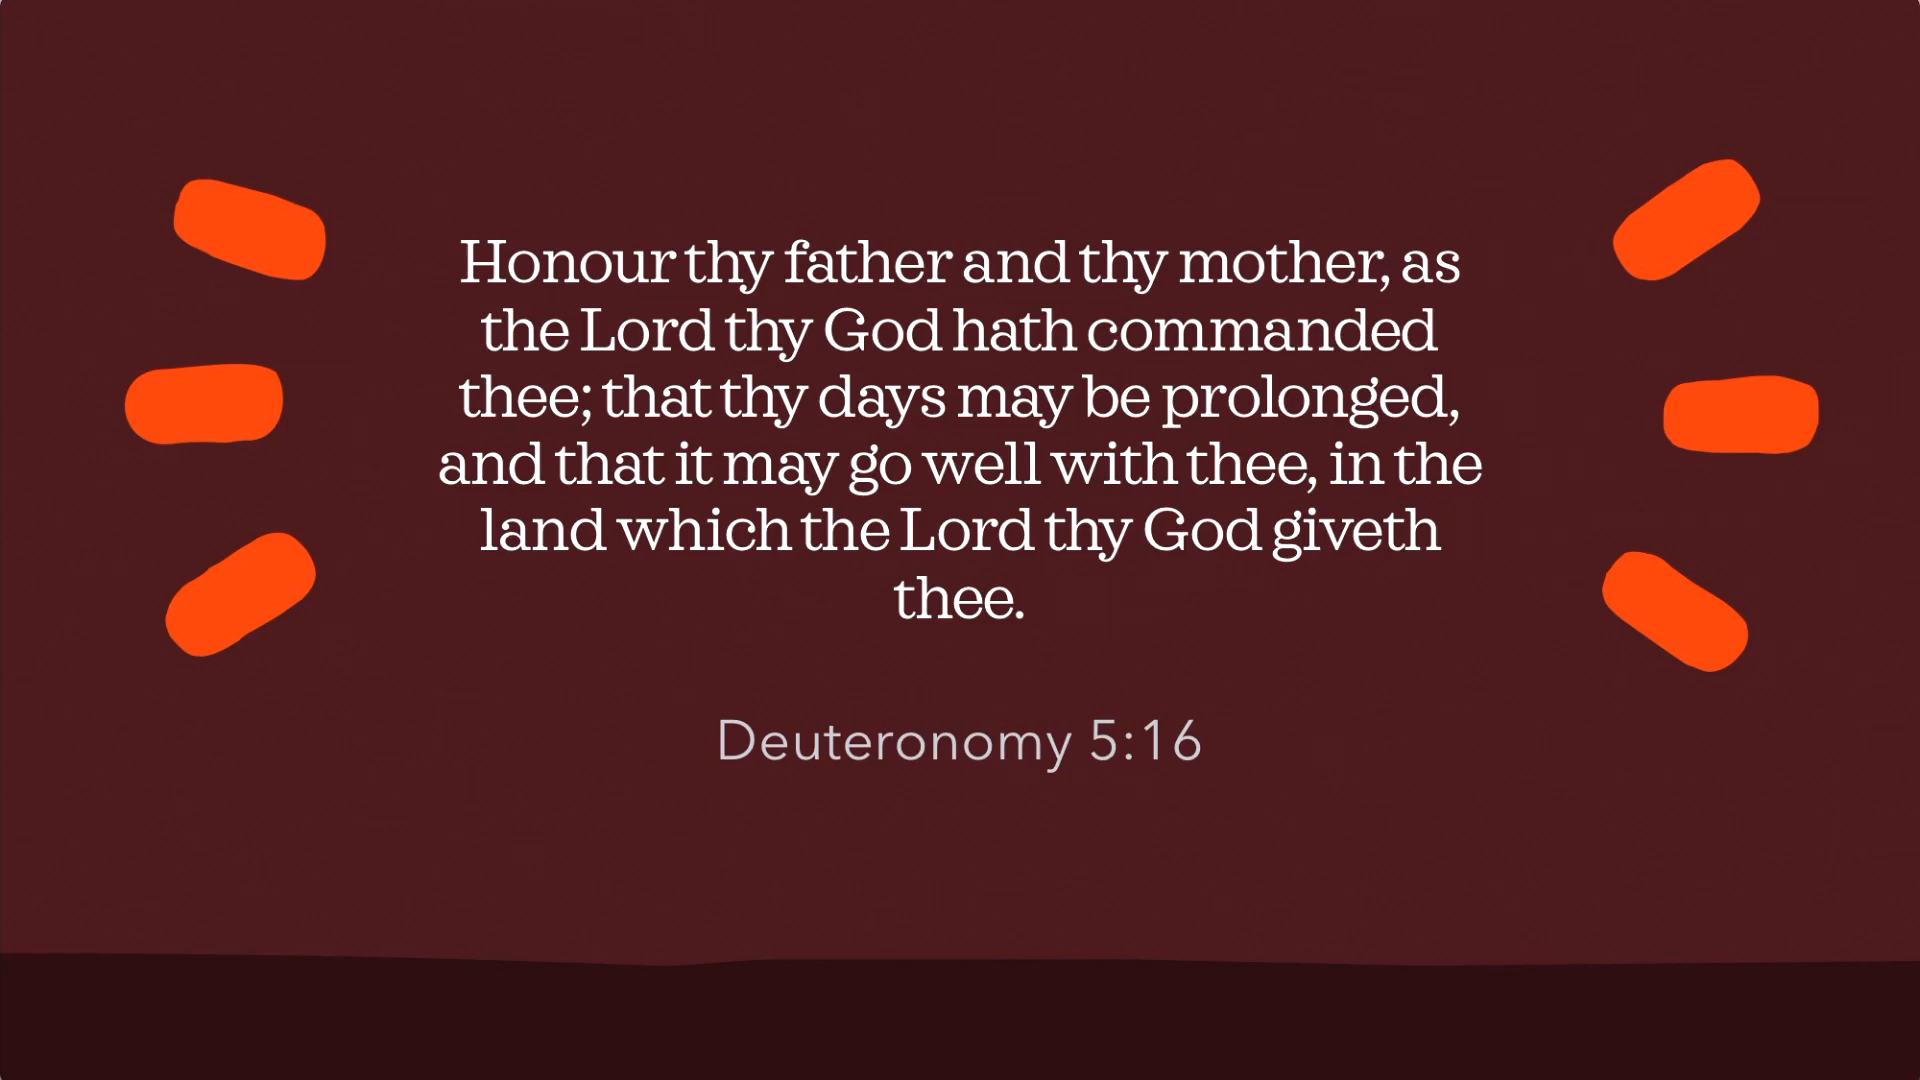 Honour thy father and thy mother, as
the Lord thy God hath commanded
thee; that thy days may be prolonged,
and that it may go well with thee, in the
land which the Lord thy God giveth
thee.
Deuteronomy 5:16